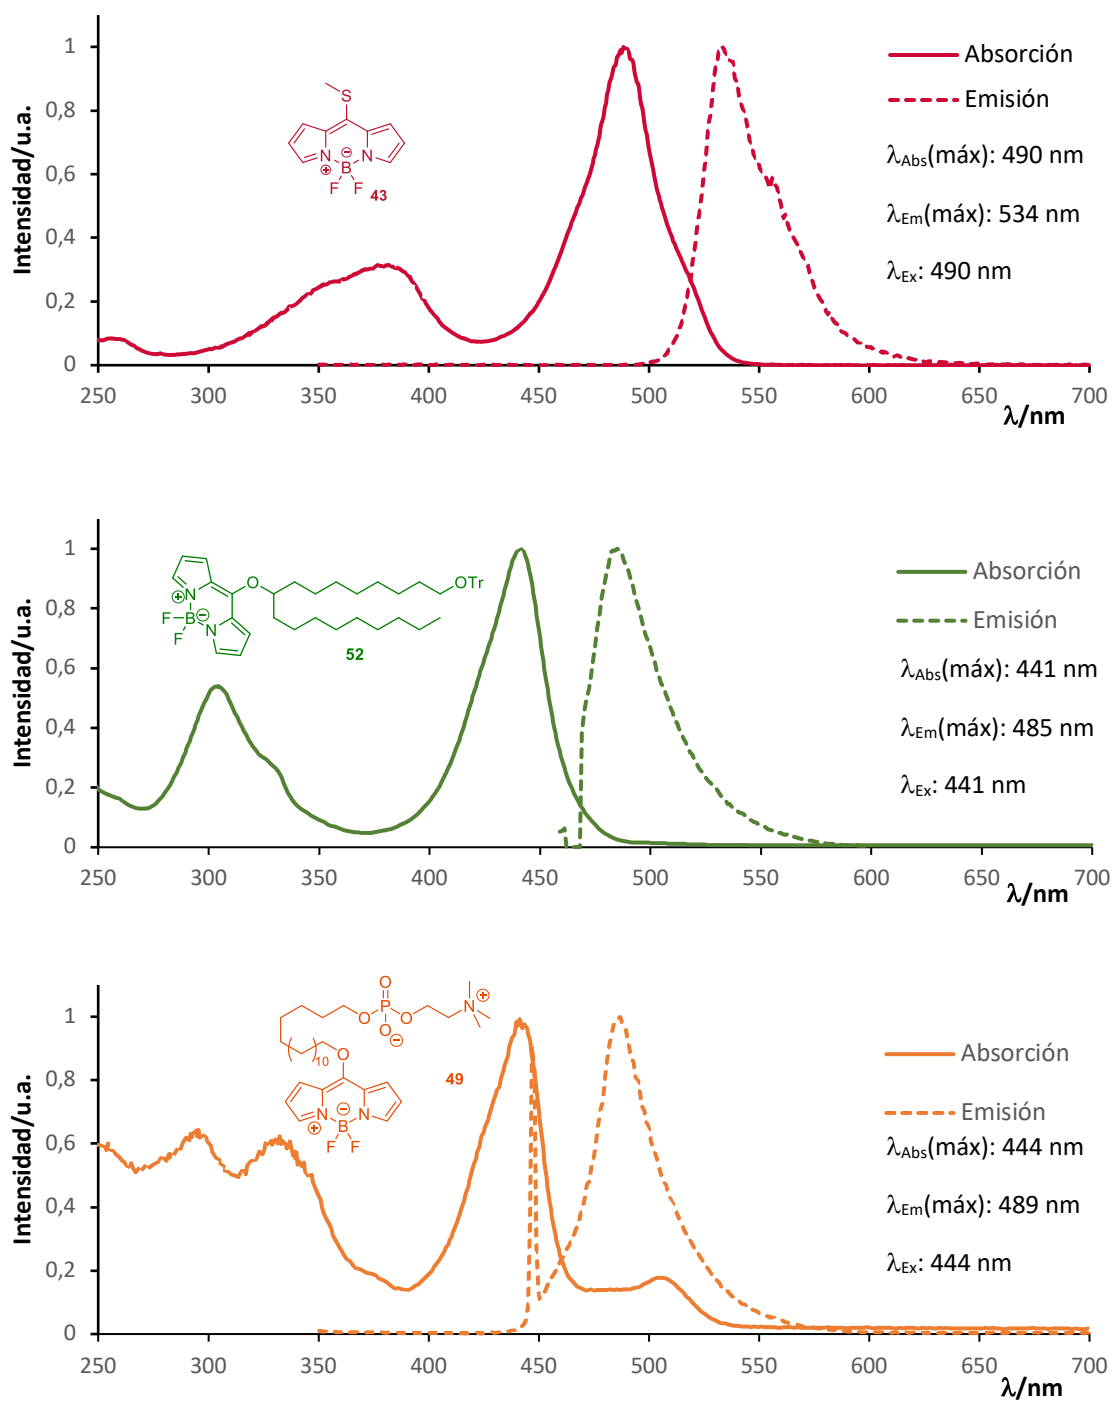 Intensidad/u.a.
1
0,8
0,6
0,4
0,2
0
250 300 350 400 450 500 550 600 650 700
λ/nm
S
N N
⊕ B ⊖
F F
43
Absorción
Emisión
λAbs(máx): 490 nm
λEm(máx): 534 nm
λEx: 490 nm
Intensidad/u.a.
1
0,8
0,6
0,4
0,2
0
250 300 350 400 450 500 550 600 650 700
λ/nm
O OTr
⊕ N
F B ⊖
F N
52
Absorción
Emisión
λAbs(máx): 441 nm
λEm(máx): 485 nm
λEx: 441 nm
Intensidad/u.a.
1
0,8
0,6
0,4
0,2
0
250 300 350 400 450 500 550 600 650 700
λ/nm
O
O P O N ⊕
O ⊖
( )10 O
N N
⊕ B ⊖
F F
49
Absorción
Emisión
λAbs(máx): 444 nm
λEm(máx): 489 nm
λEx: 444 nm